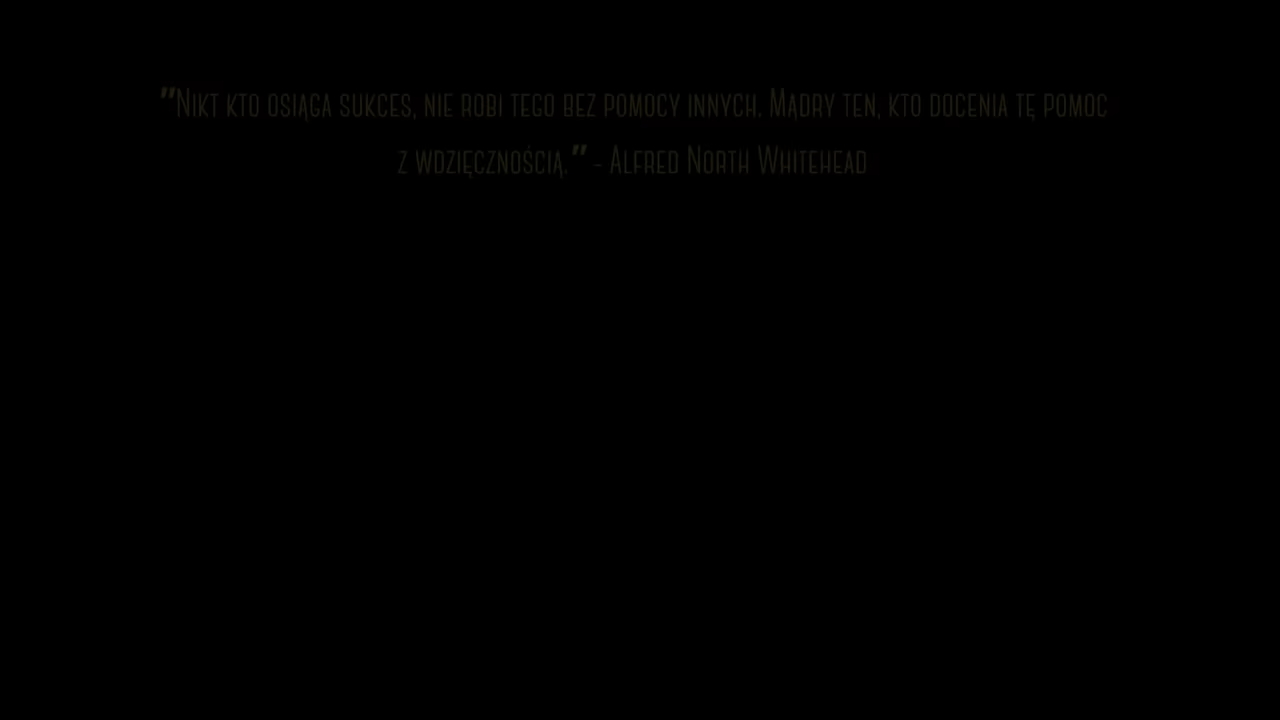 "Nikt kto osiąga sukces, nie robi tego bez pomocy innych. Mądry ten, kto docenia tę pomoc
z wdzięcznością." - Alfred North Whitehead